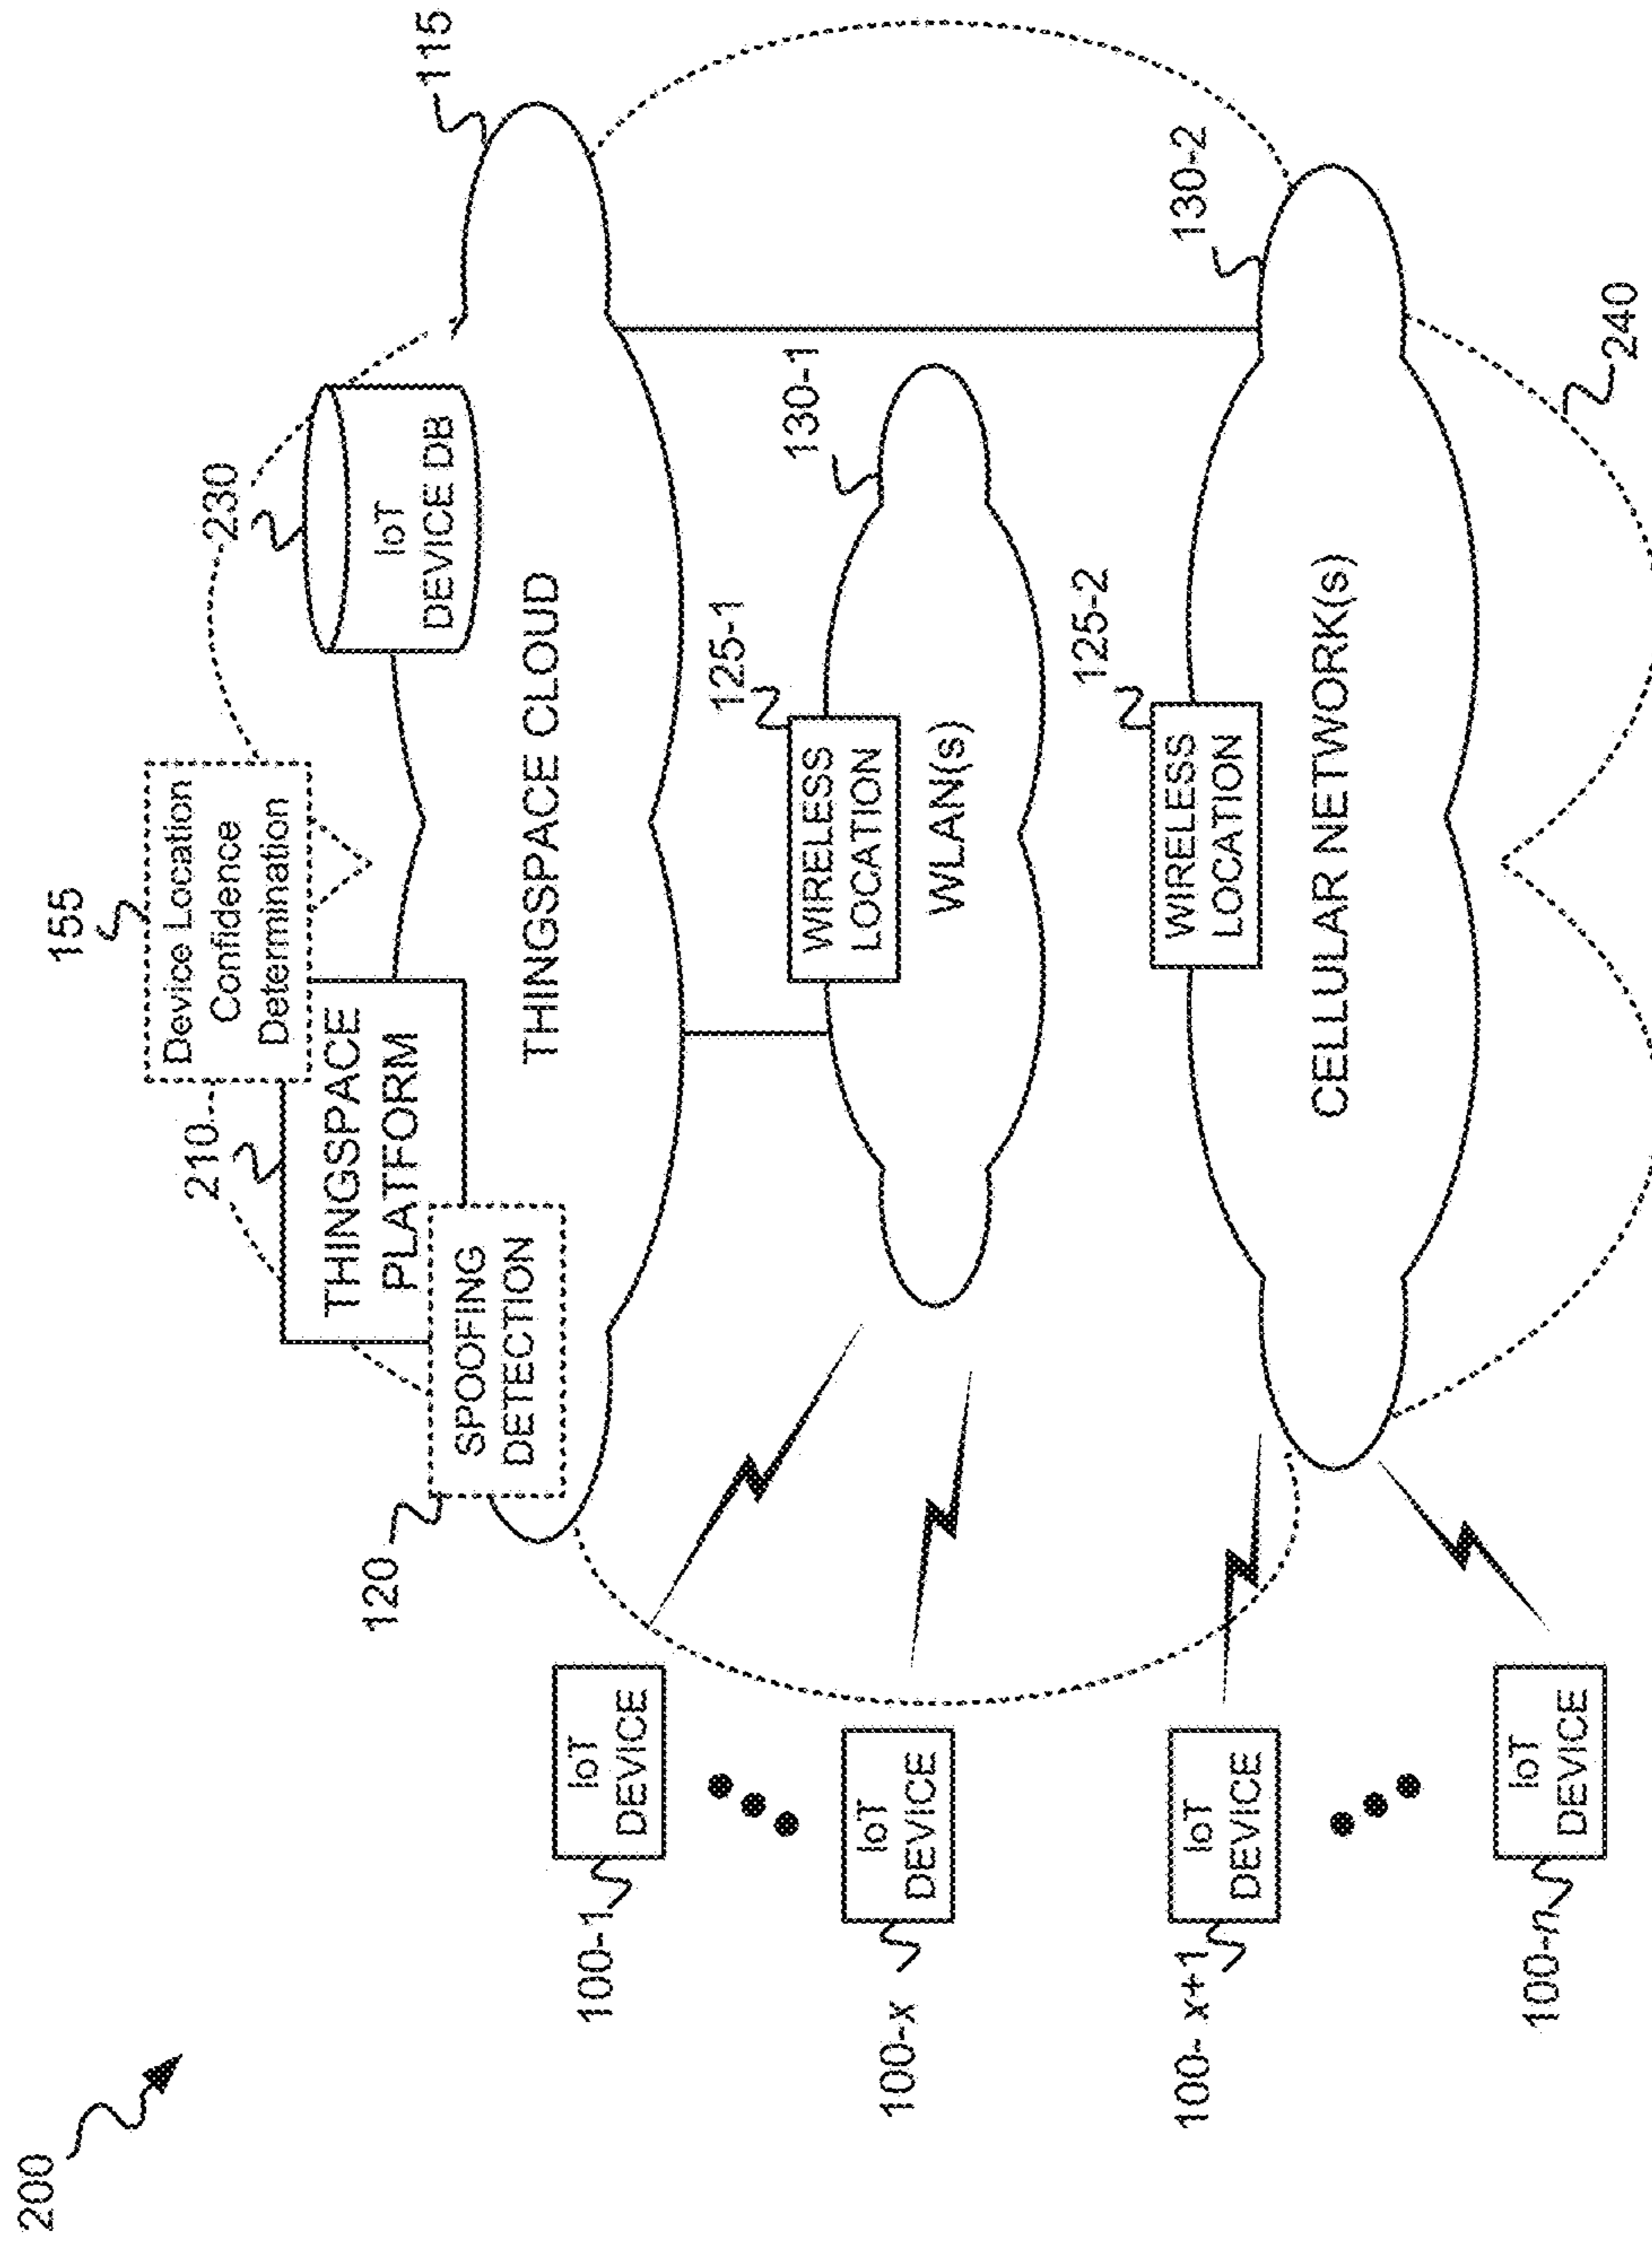 200
155
Device Location
Confidence
Determination
210
230
115
THINGSPACE
PLATFORM
IoT
DEVICE DB
120
SPOOFING
DETECTION
THINGSPACE CLOUD
100-1
IoT
DEVICE
125-1
130-1
WIRELESS
LOCATION
WLAN(s)
100-x
IoT
DEVICE
125-2
130-2
WIRELESS
LOCATION
100- x+1
IoT
DEVICE
CELLULAR NETWORK(s)
100-n
IoT
DEVICE
240